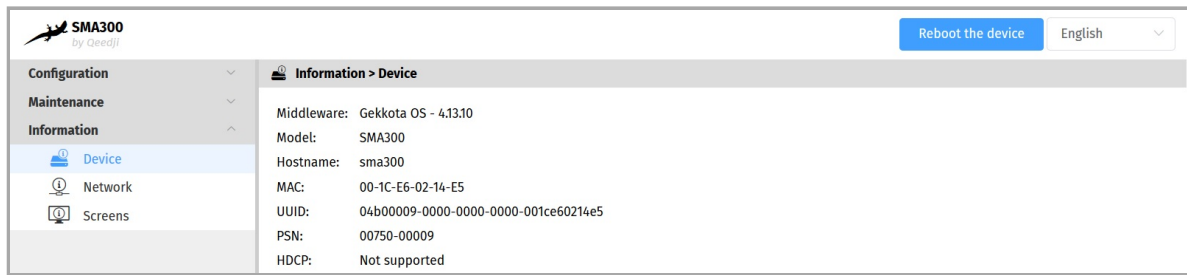 SMA300
by Qeedji
Reboot the device
English
Configuration
Maintenance
Information
Device
Network
Screens
Information > Device
Middleware: Gekkota OS - 4.13.10
Model: SMA300
Hostname: sma300
MAC: 00-1C-E6-02-14-E5
UUID: 04b00009-0000-0000-0000-001ce60214e5
PSN: 00750-00009
HDCP: Not supported